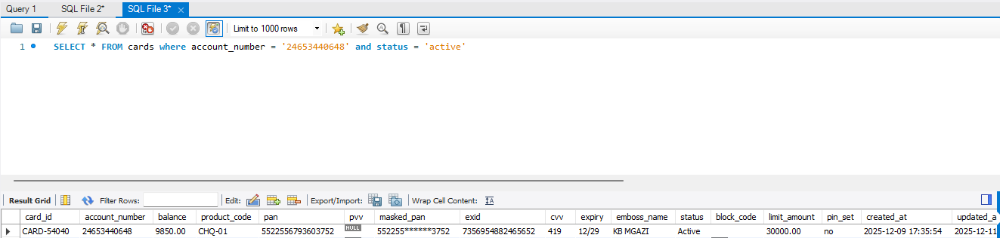 Query 1 SQL File 2* SQL File 3*
Limit to 1000 rows
1 SELECT * FROM cards where account_number = '24653440648' and status = 'active'
Result Grid Filter Rows: Edit: Export/Import: Wrap Cell Content:
card_id account_number balance product_code pan pvv masked_pan exid cvv expiry emboss_name status block_code limit_amount pin_set created_at updated_a
CARD-54040 24653440648 9850.00 CHQ-01 5522556793603752 NULL 552255******3752 7356954882465652 419 12/29 KB MGAZI Active 30000.00 no 2025-12-09 17:35:54 2025-12-11